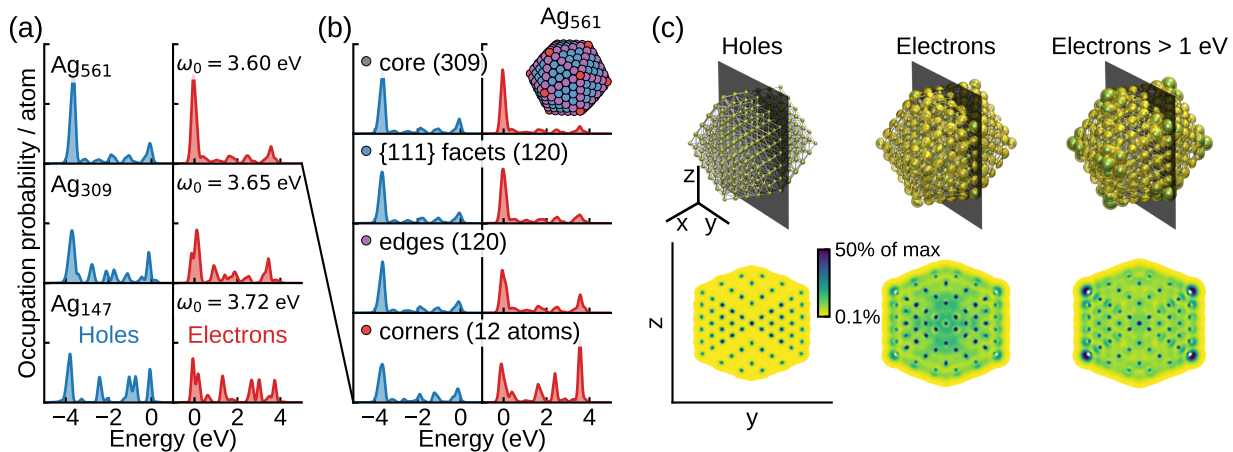 (a)
Occupation probability / atom
Ag₅₆₁
ω₀ = 3.60 eV
Ag₃₀₉
ω₀ = 3.65 eV
Ag₁₄₇
ω₀ = 3.72 eV
Holes
Electrons
−4 −2 0 0 2 4
Energy (eV)
(b)
Ag₅₆₁
core (309)
{111} facets (120)
edges (120)
corners (12 atoms)
−4 −2 0 0 2 4
Energy (eV)
(c)
Holes
Electrons
Electrons > 1 eV
z
x y
50% of max
0.1%
z
y